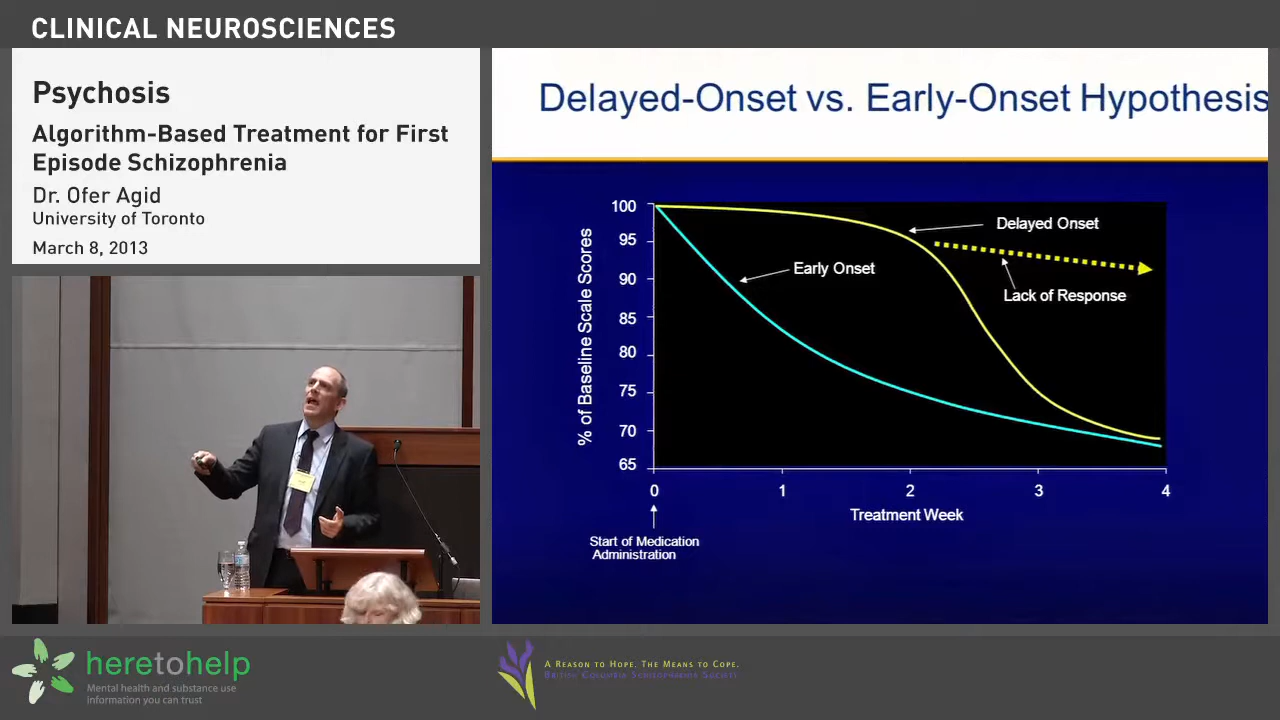 CLINICAL NEUROSCIENCES
Psychosis
Algorithm-Based Treatment for First
Episode Schizophrenia
Dr. Ofer Agid
University of Toronto
March 8, 2013
Delayed-Onset vs. Early-Onset Hypothesis
% of Baseline Scale Scores
100
95
90
85
80
75
70
65
Delayed Onset
Early Onset
Lack of Response
0
1
2
3
4
Treatment Week
Start of Medication
Administration
heretohelp
Mental health and substance use
information you can trust
A Reason to Hope. The Means to Cope.
British Columbia Schizophrenia Society